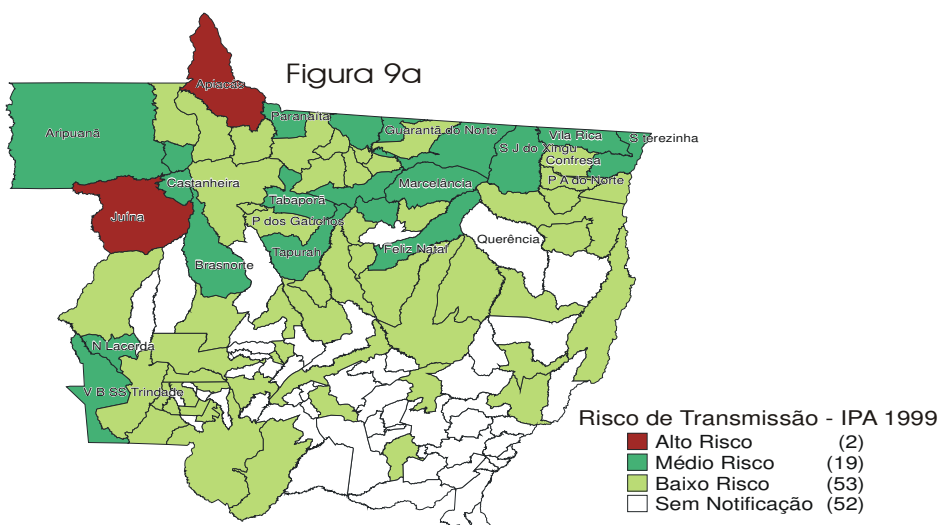 Figura 9a
Apiacás
Aripuanã
Paranaíta
Guarantã do Norte
Vila Rica
S terezinha
S J do Xingu
Confresa
Castanheira
Marcelância
P A do Norte
Tabaporã
Juína
P dos Gaúchos
Querência
Feliz Natal
Tapurah
Brasnorte
N Lacerda
V B SS Trindade
Risco de Transmissão - IPA 1999
Alto Risco (2)
Médio Risco (19)
Baixo Risco (53)
Sem Notificação (52)